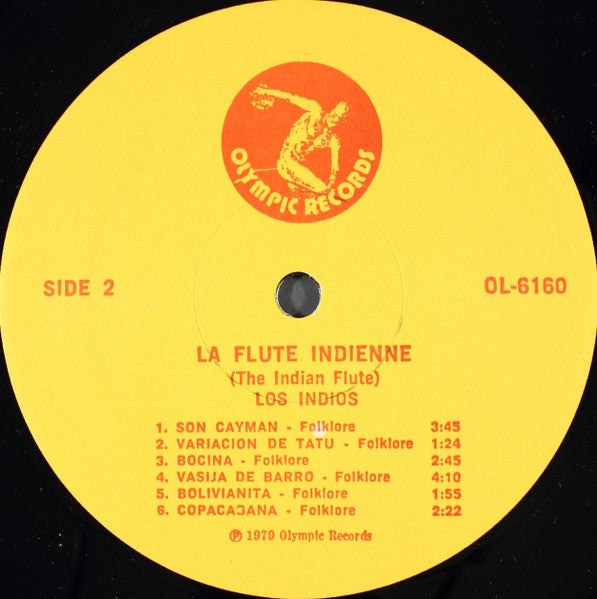 OLYMPIC RECORDS
SIDE 2
OL-6160
LA FLUTE INDIENNE
(The Indian Flute)
LOS INDIOS
1. SON CAYMAN - Folklore 3:45
2. VARIACION DE TATU - Folklore 1:24
3. BOCINA - Folklore 2:45
4. VASIJA DE BARRO - Folklore 4:10
5. BOLIVIANITA - Folklore 1:55
6. COPACAJANA - Folklore 2:22
℗ 1979 Olympic Records